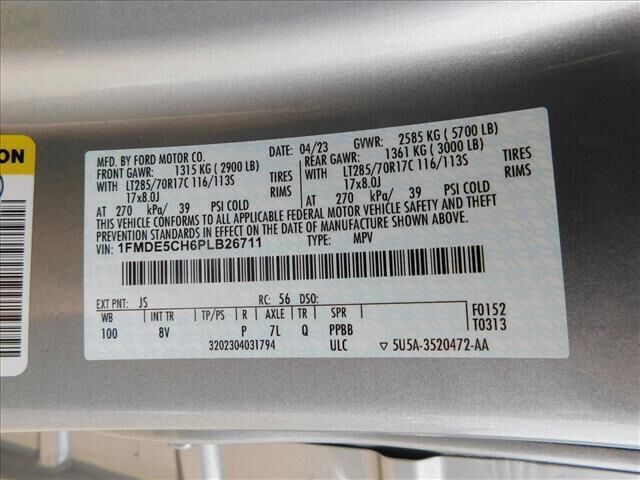 ION
MFD. BY FORD MOTOR CO. DATE: 04/23 GVWR: 2585 KG ( 5700 LB)
FRONT GAWR: 1315 KG ( 2900 LB) REAR GAWR: 1361 KG ( 3000 LB)
WITH LT285/70R17C 116/113S TIRES WITH LT285/70R17C 116/113S TIRES
17x8.0J RIMS 17x8.0J RIMS
AT 270 kPa/ 39 PSI COLD AT 270 kPa/ 39 PSI COLD
THIS VEHICLE CONFORMS TO ALL APPLICABLE FEDERAL MOTOR VEHICLE SAFETY AND THEFT
PREVENTION STANDARDS IN EFFECT ON THE DATE OF MANUFACTURE SHOWN ABOVE.
VIN: 1FMDE5CH6PLB26711 TYPE: MPV
EXT PNT: JS RC: 56 DSO:
WB INT TR TP/PS R AXLE TR SPR F0152
100 8V P 7L Q PPBB T0313
3202304031794 ULC ▽ 5U5A-3520472-AA